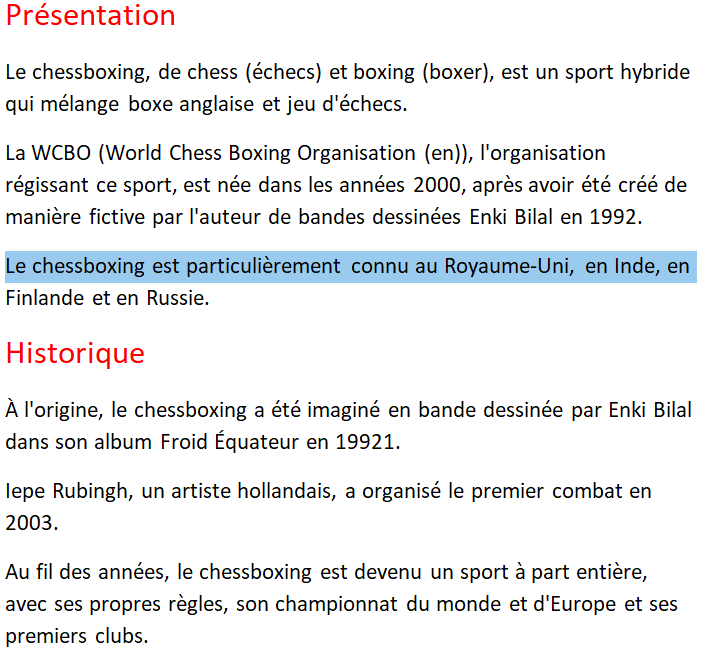 Présentation
Le chessboxing, de chess (échecs) et boxing (boxer), est un sport hybride
qui mélange boxe anglaise et jeu d'échecs.
La WCBO (World Chess Boxing Organisation (en)), l'organisation
régissant ce sport, est née dans les années 2000, après avoir été créé de
manière fictive par l'auteur de bandes dessinées Enki Bilal en 1992.
Le chessboxing est particulièrement connu au Royaume-Uni, en Inde, en
Finlande et en Russie.
Historique
À l'origine, le chessboxing a été imaginé en bande dessinée par Enki Bilal
dans son album Froid Équateur en 19921.
Iepe Rubingh, un artiste hollandais, a organisé le premier combat en
2003.
Au fil des années, le chessboxing est devenu un sport à part entière,
avec ses propres règles, son championnat du monde et d'Europe et ses
premiers clubs.